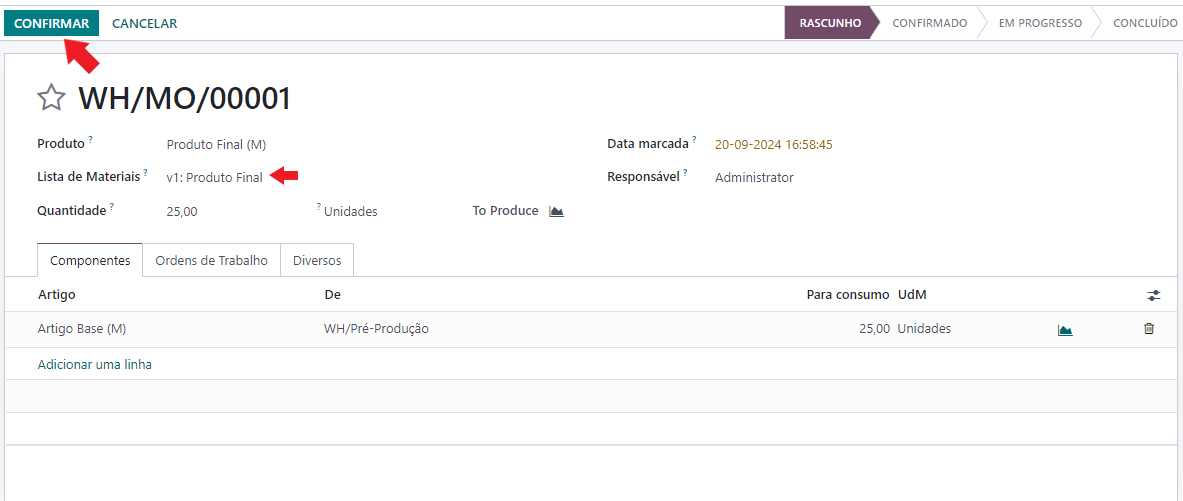 CONFIRMAR CANCELAR RASCUNHO CONFIRMADO EM PROGRESSO CONCLUÍDO
WH/MO/00001
Produto ? Produto Final (M) Data marcada ? 20-09-2024 16:58:45
Lista de Materiais ? v1: Produto Final Responsável ? Administrator
Quantidade ? 25,00 ? Unidades To Produce
Componentes Ordens de Trabalho Diversos
Artigo De Para consumo UdM
Artigo Base (M) WH/Pré-Produção 25,00 Unidades
Adicionar uma linha